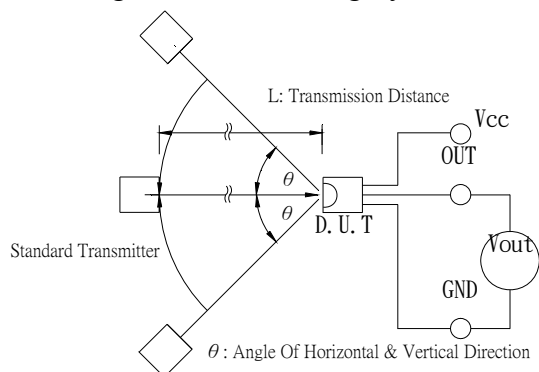 L: Transmission Distance
Vcc
OUT
θ
θ
D.U.T
Standard Transmitter
Vout
GND
θ : Angle Of Horizontal & Vertical Direction